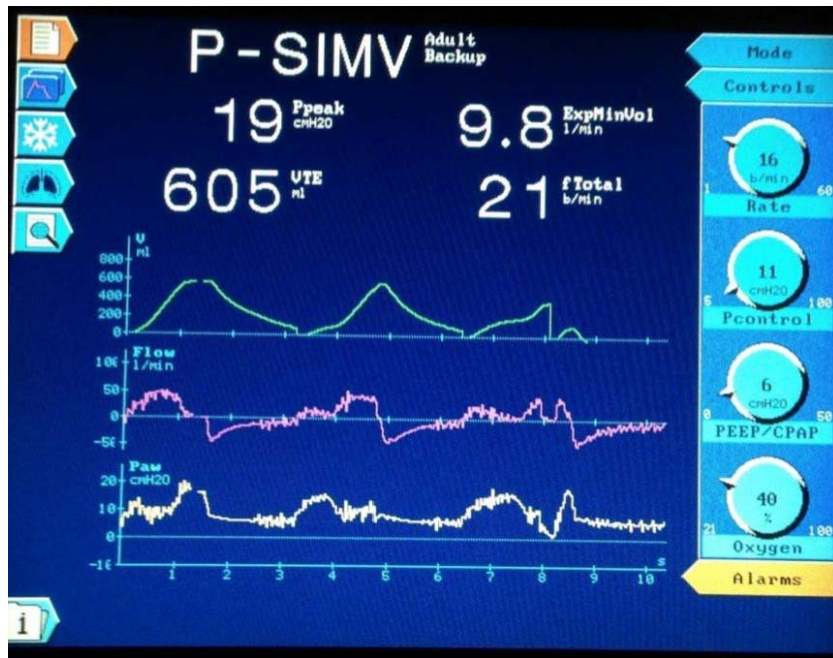 P-SIMV Adult Backup
19 Ppeak cmH2O
9.8 ExpMinVol l/min
605 VTE ml
21 fTotal b/min
V
ml
800
600
400
200
0
Flow
l/min
50
0
Paw
cmH2O
20
10
0
1 2 3 4 5 6 7 8 9 10
s
Mode
Controls
16
b/min
1 60
Rate
11
cmH2O
5 100
Pcontrol
6
cmH2O
0 50
PEEP/CPAP
40
%
21 100
Oxygen
Alarms
i